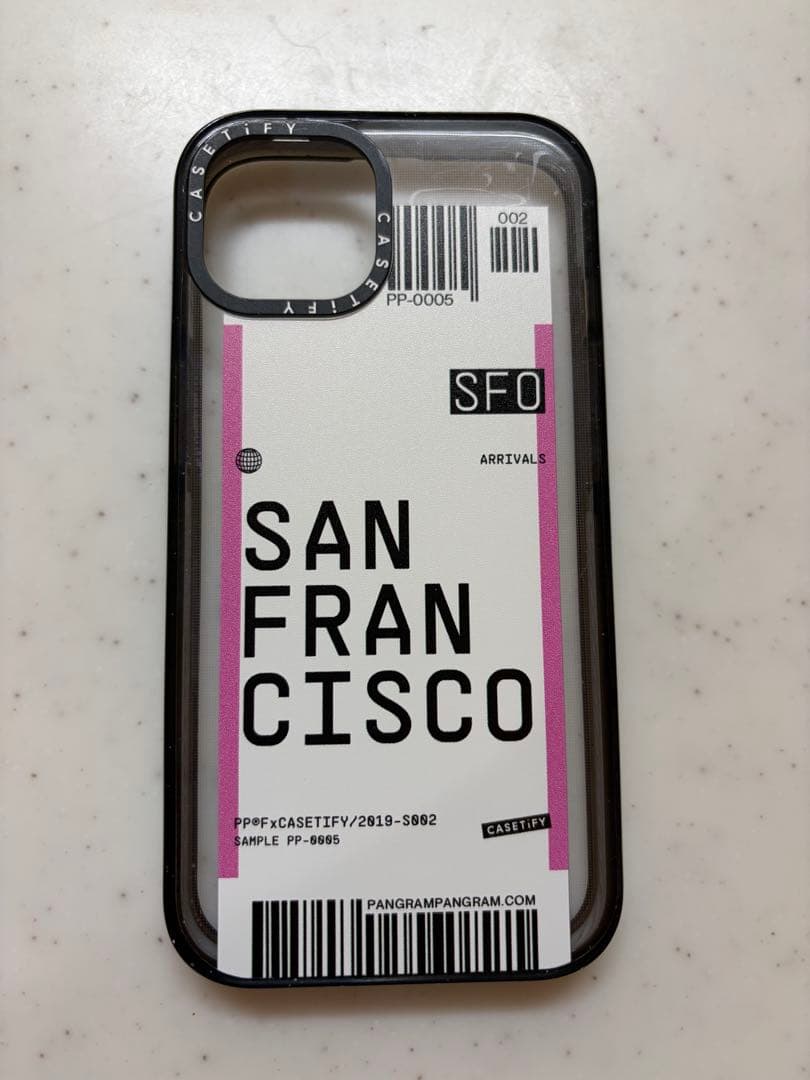 CASETiFY
CASETiFY
CASETiFY
002
PP-0005
SFO
ARRIVALS
SAN
FRAN
CISCO
PP®FxCASETIFY/2019-S002
SAMPLE PP-0005
CASETiFY
PANGRAMPANGRAM.COM